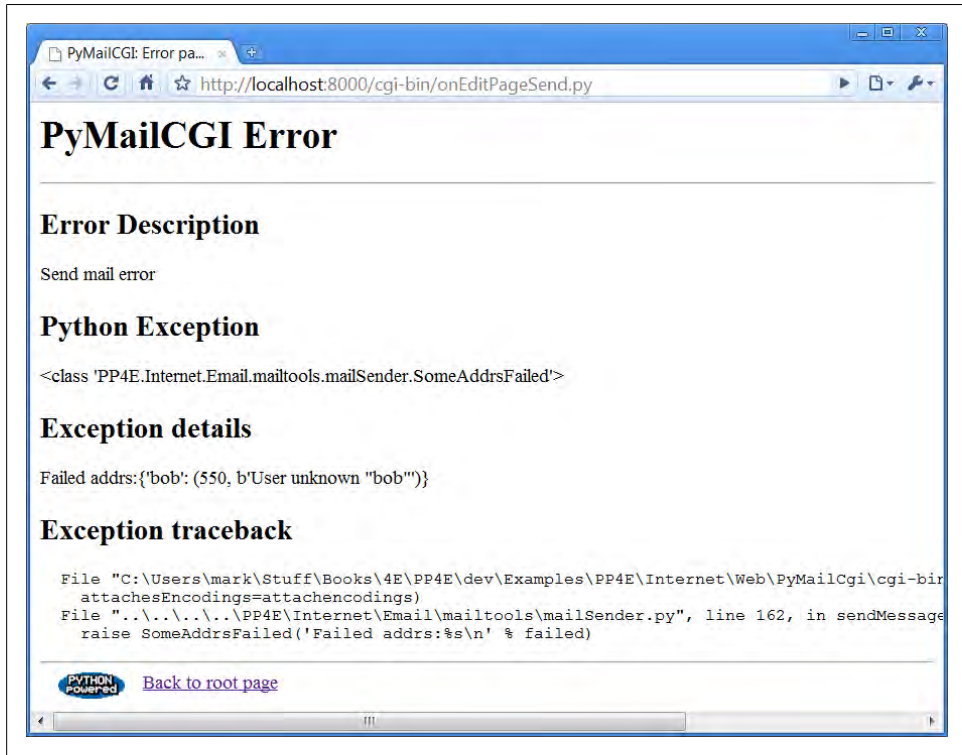 PyMailCGI: Error pa...
http://localhost:8000/cgi-bin/onEditPageSend.py
PyMailCGI Error
Error Description
Send mail error
Python Exception
<class 'PP4E.Internet.Email.mailtools.mailSender.SomeAddrsFailed'>
Exception details
Failed addrs:{'bob': (550, b'User unknown "bob"')}
Exception traceback
File "C:\Users\mark\Stuff\Books\4E\PP4E\dev\Examples\PP4E\Internet\Web\PyMailCgi\cgi-bin
attachesEncodings=attachencodings)
File "..\..\..\..\PP4E\Internet\Email\mailtools\mailSender.py", line 162, in sendMessage
raise SomeAddrsFailed('Failed addrs:%s\n' % failed)
PYTHON
Powered
Back to root page